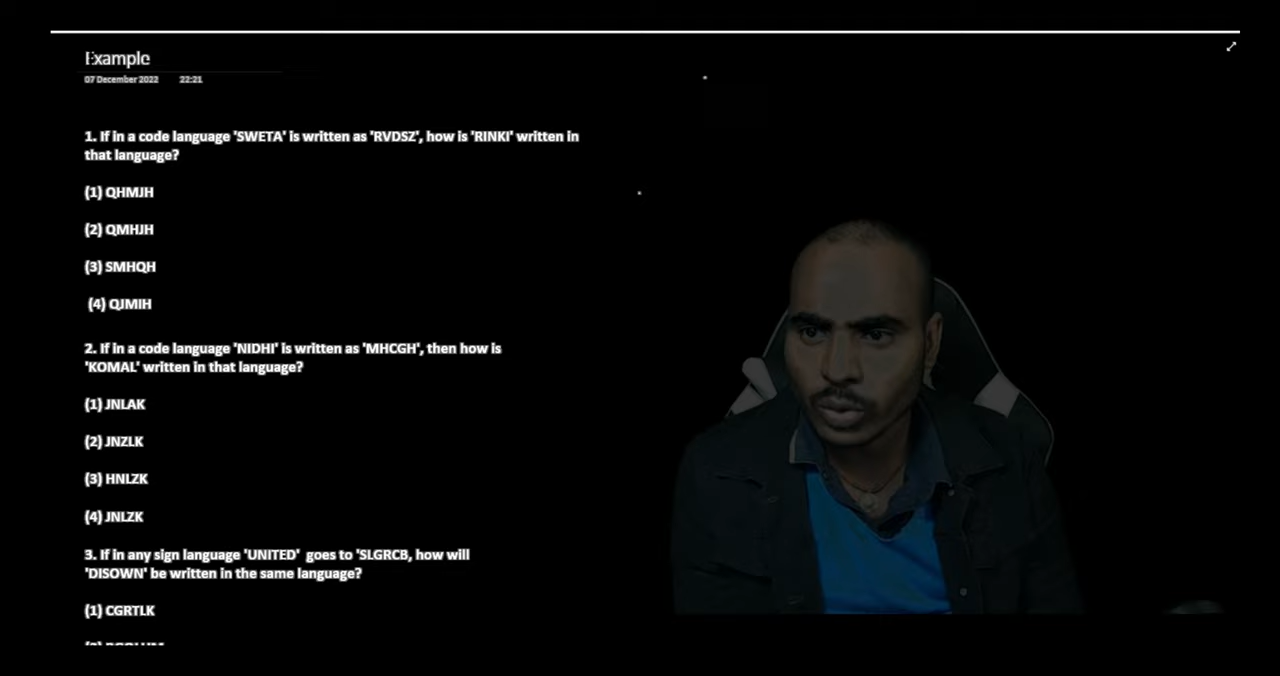 Example
07 December 2022 22:21
1. If in a code language 'SWETA' is written as 'RVDSZ', how is 'RINKI' written in
that language?
(1) QHMJH
(2) QMHJH
(3) SMHQH
(4) QJMIH
2. If in a code language 'NIDHI' is written as 'MHCGH', then how is
'KOMAL' written in that language?
(1) JNLAK
(2) JNZLK
(3) HNLZK
(4) JNLZK
3. If in any sign language 'UNITED' goes to 'SLGRCB, how will
'DISOWN' be written in the same language?
(1) CGRTLK